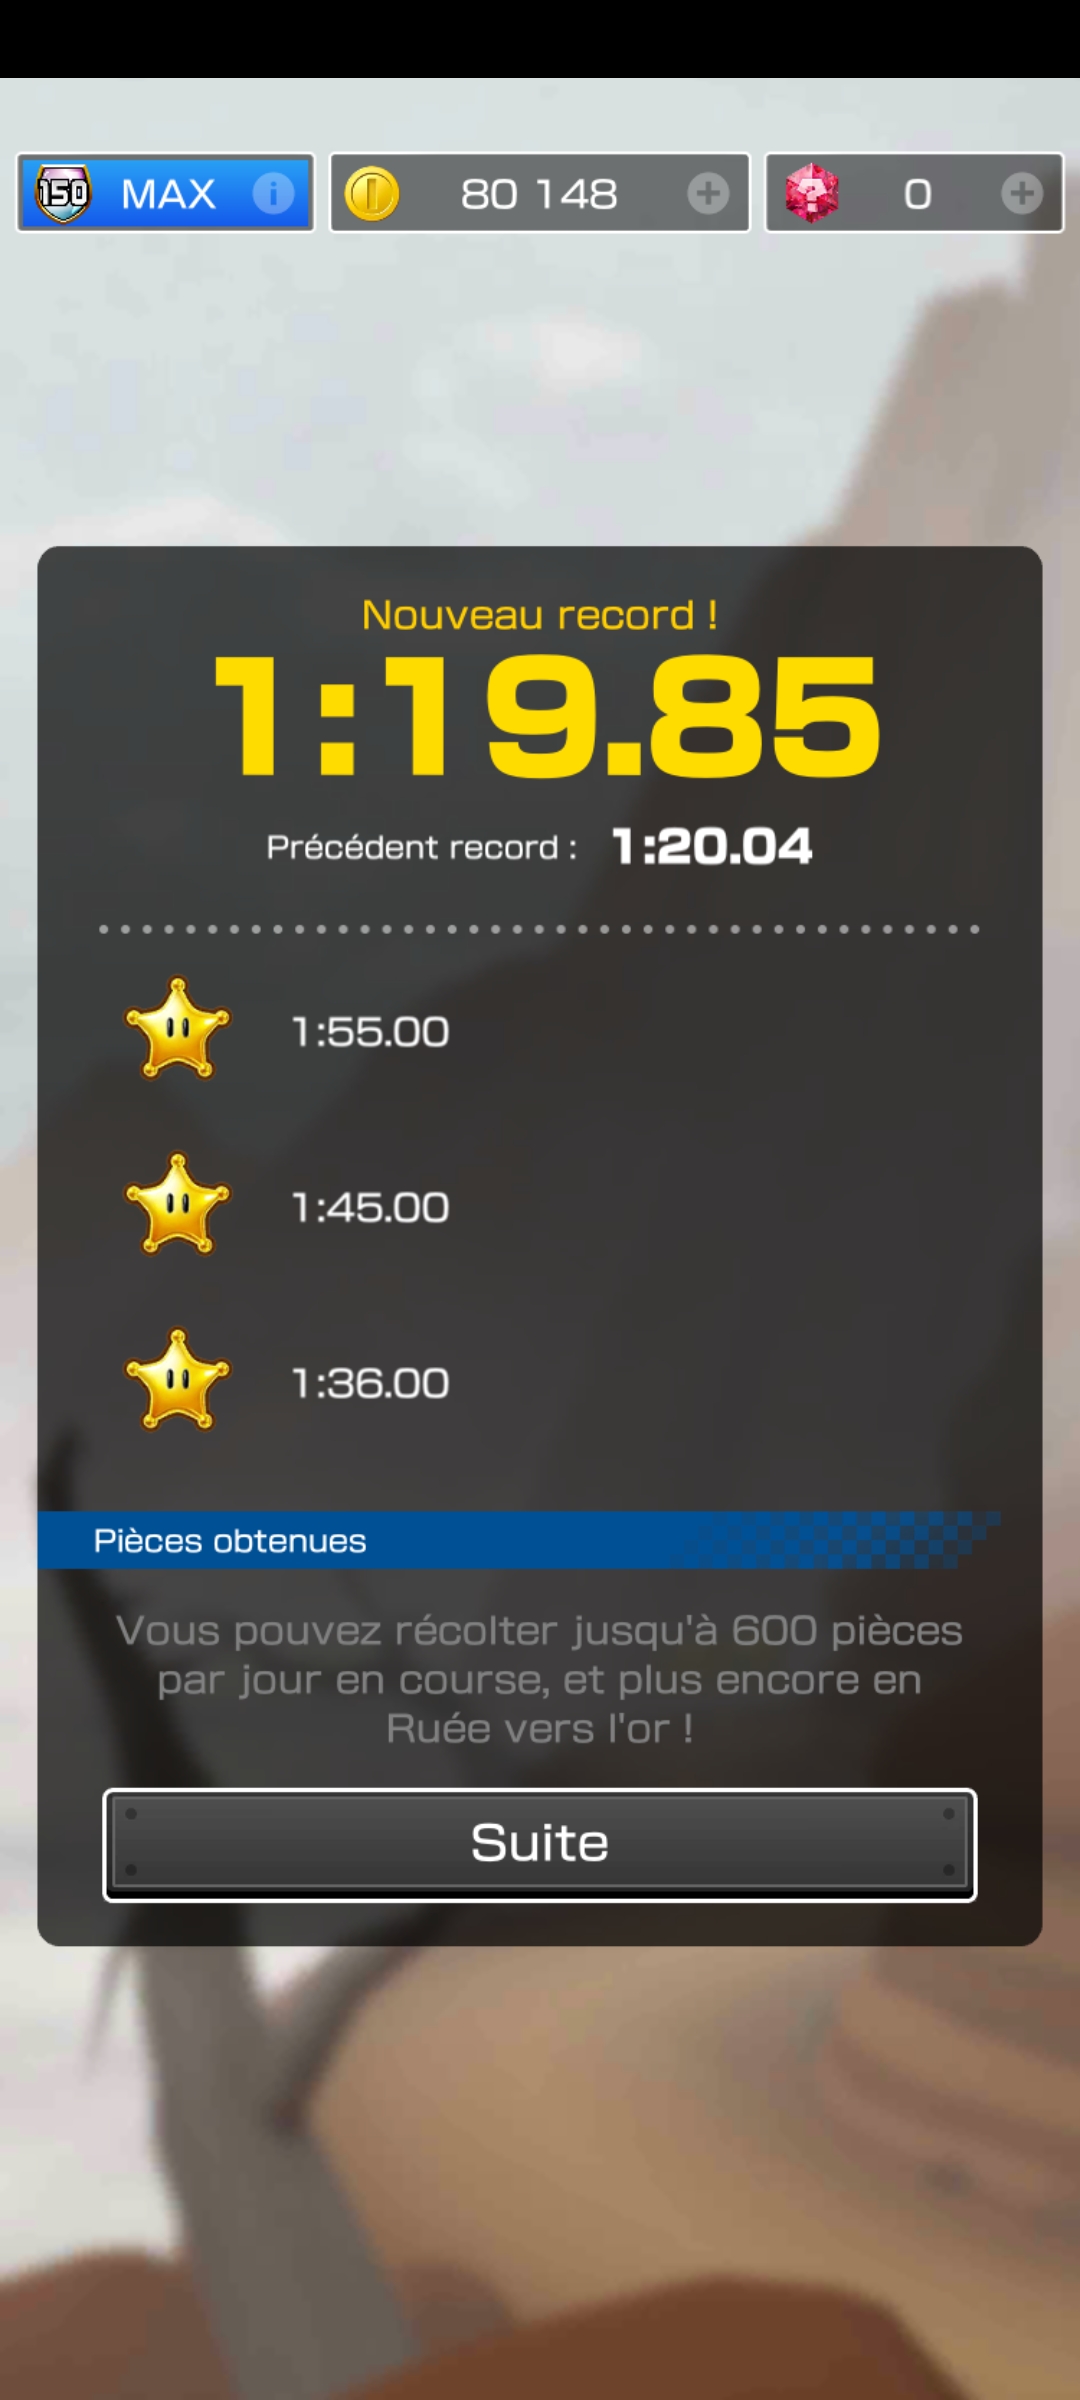 150 MAX i 80 148 + 0 +
Nouveau record !
1:19.85
Précédent record : 1:20.04
1:55.00
1:45.00
1:36.00
Pièces obtenues
Vous pouvez récolter jusqu'à 600 pièces
par jour en course, et plus encore en
Ruée vers l'or !
Suite